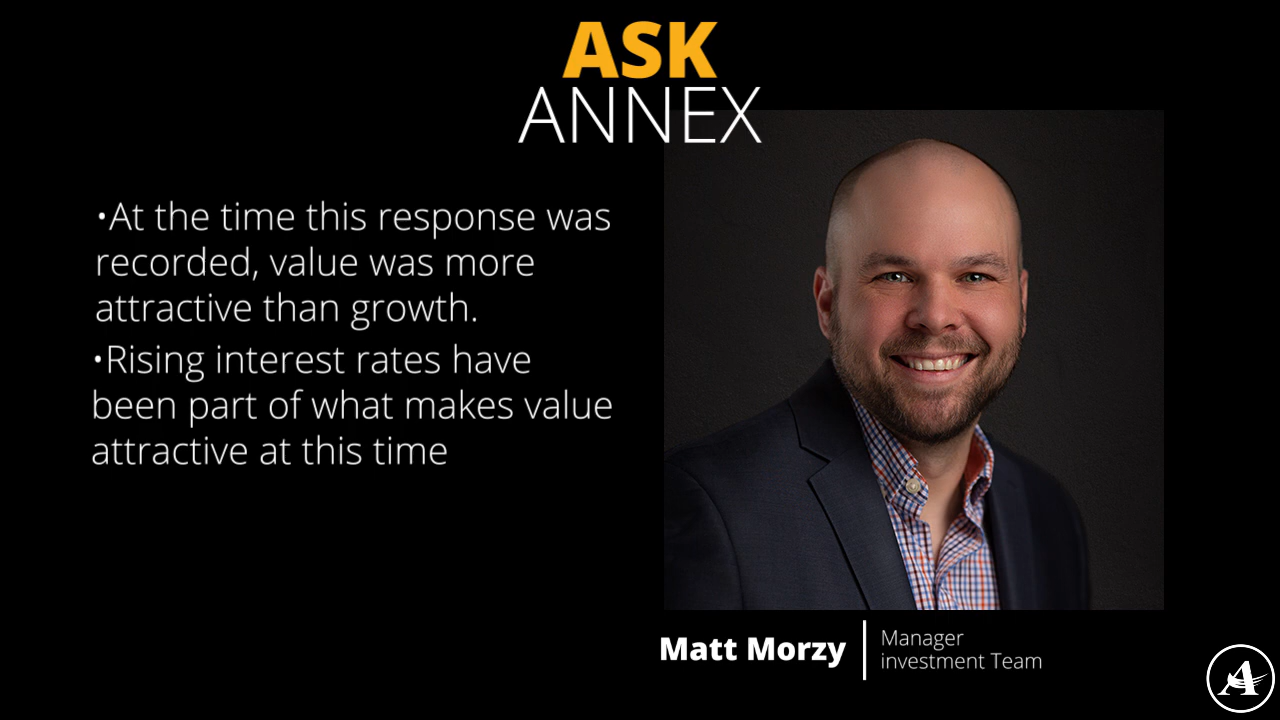 ASK
ANNEX
•At the time this response was
recorded, value was more
attractive than growth.
•Rising interest rates have
been part of what makes value
attractive at this time
Matt Morzy
Manager
investment Team
A